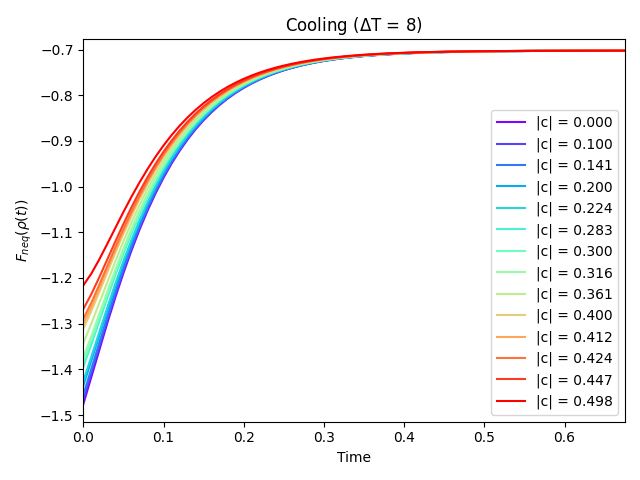 Cooling (ΔT = 8)
−0.7
−0.8
−0.9
−1.0
−1.1
−1.2
−1.3
−1.4
−1.5
F_{neq}(ρ(t))
|c| = 0.000
|c| = 0.100
|c| = 0.141
|c| = 0.200
|c| = 0.224
|c| = 0.283
|c| = 0.300
|c| = 0.316
|c| = 0.361
|c| = 0.400
|c| = 0.412
|c| = 0.424
|c| = 0.447
|c| = 0.498
0.0 0.1 0.2 0.3 0.4 0.5 0.6
Time